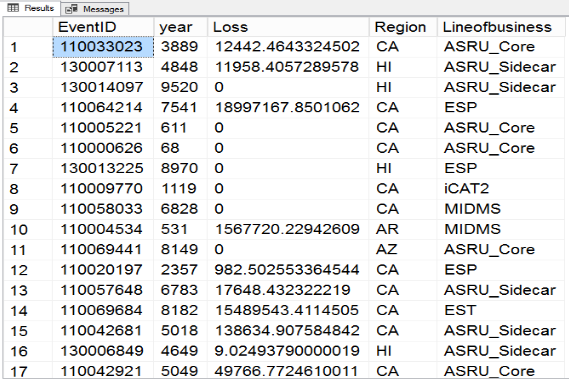 Results Messages
EventID year Loss Region Lineofbusiness
1 110033023 3889 12442.4643324502 CA ASRU_Core
2 130007113 4848 11958.4057289578 HI ASRU_Sidecar
3 130014097 9520 0 HI ASRU_Sidecar
4 110064214 7541 18997167.8501062 CA ESP
5 110005221 611 0 CA ASRU_Core
6 110000626 68 0 CA ASRU_Core
7 130013225 8970 0 HI ESP
8 110009770 1119 0 CA iCAT2
9 110058033 6828 0 CA MIDMS
10 110004534 531 1567720.22942609 AR MIDMS
11 110069441 8149 0 AZ ASRU_Core
12 110020197 2357 982.502553364544 CA ESP
13 110057648 6783 17648.432322219 CA ASRU_Sidecar
14 110069684 8182 15489543.4114505 CA EST
15 110042681 5018 138634.907584842 CA ASRU_Sidecar
16 130006849 4649 9.02493790000019 HI ASRU_Sidecar
17 110042921 5049 49766.7724610011 CA ASRU_Core